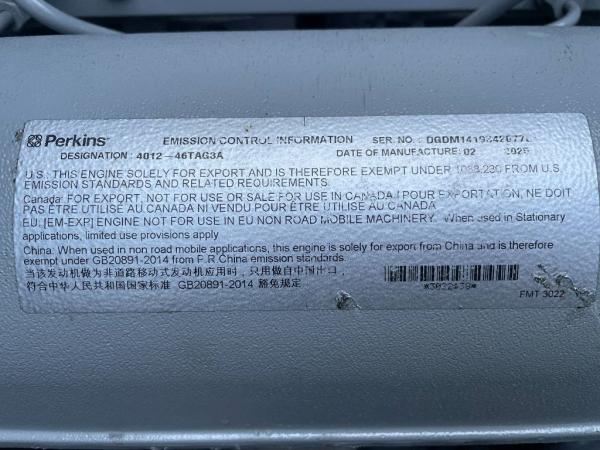 Perkins EMISSION CONTROL INFORMATION SER. NO.
DESIGNATION : 4012-46TAG3A DATE OF MANUFACTURE: 02 2025
U.S.: THIS ENGINE SOLELY FOR EXPORT AND IS THEREFORE EXEMPT UNDER 1068.230 FROM U.S.
EMISSION STANDARDS AND RELATED REQUIREMENTS.
Canada: FOR EXPORT, NOT FOR USE OR SALE FOR USE IN CANADA / POUR EXPORTATION, NE DOIT
PAS ÊTRE UTILISÉ AU CANADA NI VENDU POUR ÊTRE UTILISÉ AU CANADA
EU: [EM-EXP] ENGINE NOT FOR USE IN EU NON ROAD MOBILE MACHINERY. When used in Stationary
applications, limited use provisions apply
China: When used in non road mobile applications, this engine is solely for export from China and is therefore
exempt under GB20891-2014 from P.R.China emission standards
当该发动机做为非道路移动式发动机应用时，只用做自中国出口，
符合中华人民共和国国家标准 GB20891-2014 豁免规定
FMT 3022